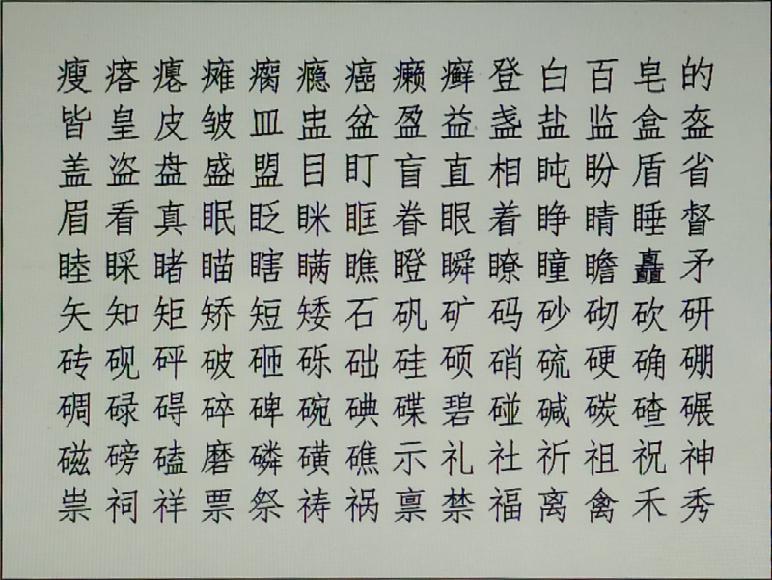 瘦瘩瘪瘫瘸瘾癌癞癣登白百皂的
皆皇皮皱皿盅盆盈益盏盐监盒盔
盖盗盘盛盟目盯盲直相盹盼盾省
眉看真眠眨眯眶眷眼着睁睛睡督
睦睬睹瞄瞎瞒瞧瞪瞬瞭瞳瞻矗矛
矢知矩矫短矮石矾矿码砂砌砍研
砖砚砰破砸砾础硅硕硝硫硬确硼
碉碌碍碎碑碗碘碟碧碰碱碳碴碾
磁磅磕磨磷磺礁示礼社祈祖祝神
祟祠祥票祭祷祸禀禁福离禽禾秀